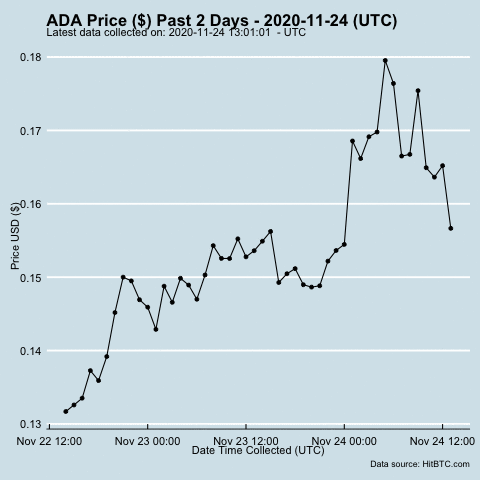 ADA Price ($) Past 2 Days - 2020-11-24 (UTC)
Latest data collected on: 2020-11-24 13:01:01  - UTC
0.18
0.17
0.16
0.15
0.14
0.13
Price USD ($)
Nov 22 12:00 Nov 23 00:00 Nov 23 12:00 Nov 24 00:00 Nov 24 12:00
Date Time Collected (UTC)
Data source: HitBTC.com